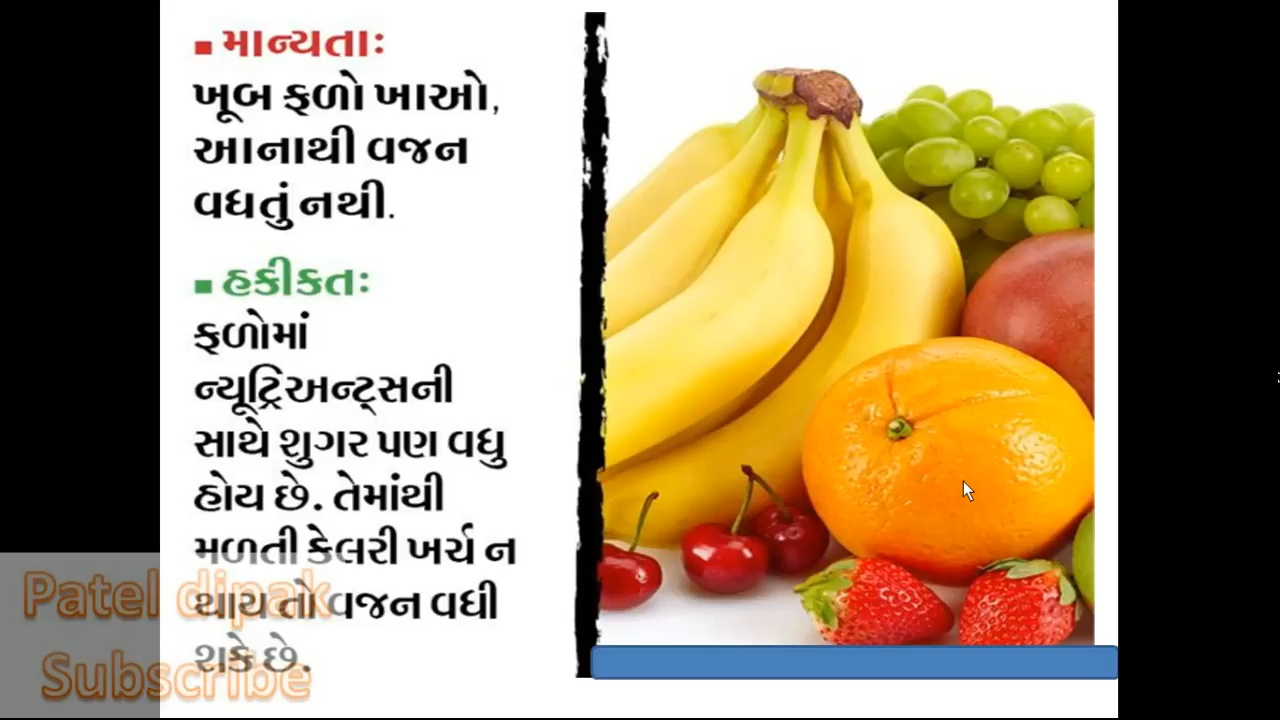 ■ માન્યતાઃ
ખૂબ ફળો ખાઓ,
આનાથી વજન
વધતું નથી.
■ હકીકતઃ
ફળોમાં
ન્યૂટ્રિઅન્ટ્સની
સાથે શુગર પણ વધુ
હોય છે. તેમાંથી
મળતી કેલરી ખર્ચ ન
થાય તો વજન વધી
શકે છે.
Patel dipak
Subscribe